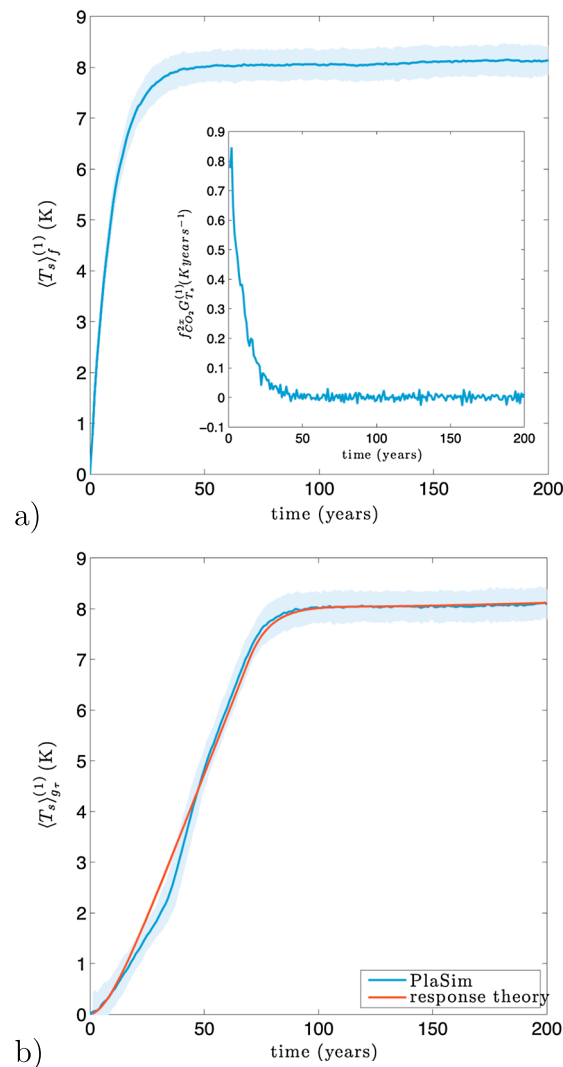 9
8
7
6
5
4
3
2
1
0
⟨T_s⟩_f^{(1)} (K)
0.9
0.8
0.7
0.6
0.5
0.4
0.3
0.2
0.1
0
−0.1
f_{CO_2}^{2x} G_{T_s}^{(1)} (K years^{−1})
0 50 100 150 200
time (years)
0 50 100 150 200
time (years)
a)
9
8
7
6
5
4
3
2
1
0
⟨T_s⟩_{g_τ}^{(1)} (K)
PlaSim
response theory
0 50 100 150 200
time (years)
b)